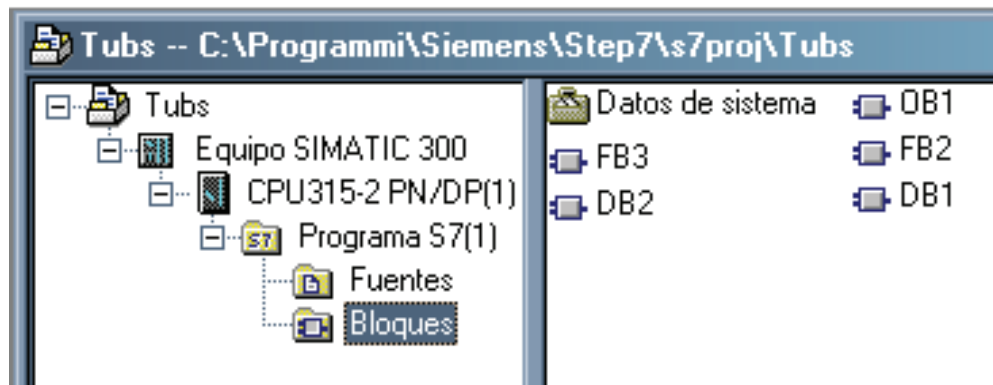 Tubs -- C:\Programmi\Siemens\Step7\s7proj\Tubs
Tubs
Equipo SIMATIC 300
CPU315-2 PN/DP(1)
Programa S7(1)
Fuentes
Bloques
Datos de sistema OB1
FB3 FB2
DB2 DB1